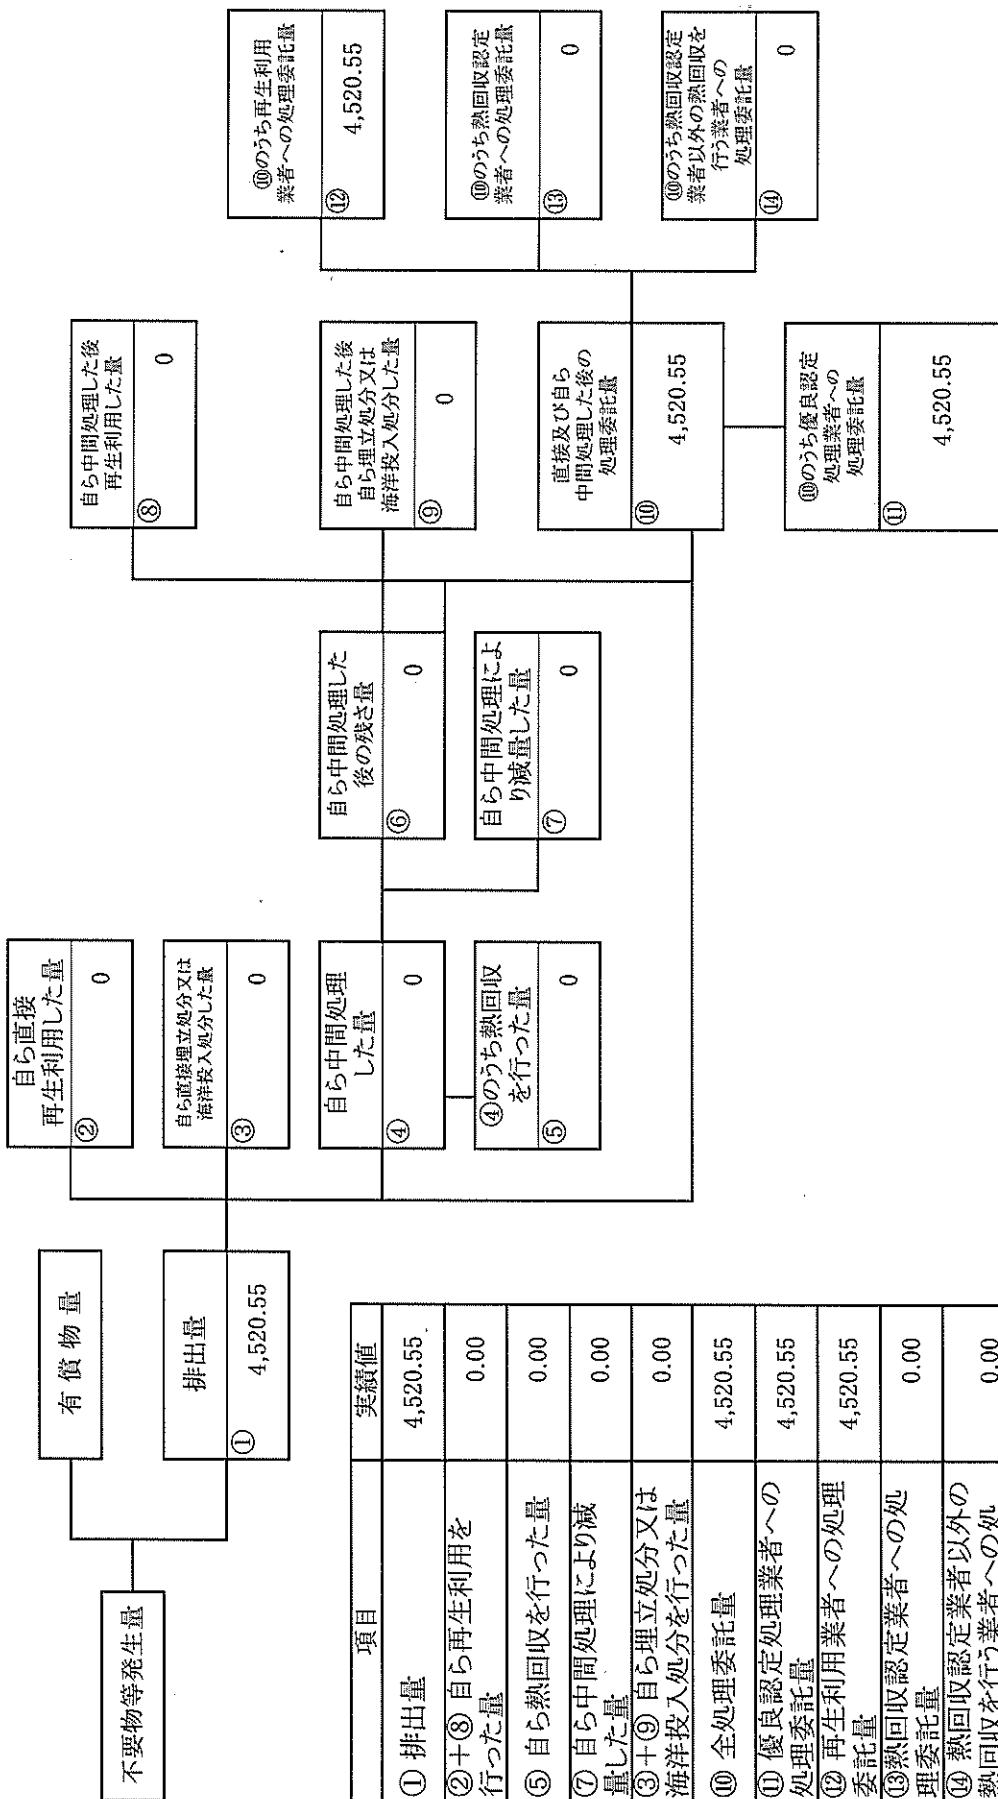 不要物等発生量
有償物量
排出量
①
4,520.55
自ら直接
再生利用した量
②
0
自ら直接埋立処分又は
海洋投入処分した量
③
0
自ら中間処理
した量
④
0
④のうち熱回収
を行った量
⑤
0
自ら中間処理した
後の残さ量
⑥
0
自ら中間処理によ
り減量した量
⑦
0
自ら中間処理した後
再生利用した量
⑧
0
自ら中間処理した後
自ら埋立処分又は
海洋投入処分した量
⑨
0
直接及び自ら
中間処理した後の
処理委託量
⑩
4,520.55
⑩のうち優良認定
処理業者への
処理委託量
⑪
4,520.55
⑩のうち再生利用
業者への処理委託量
⑫
4,520.55
⑩のうち熱回収認定
業者への処理委託量
⑬
0
⑩のうち熱回収認定
業者以外の熱回収を
行う業者への
処理委託量
⑭
0
項目 実績値
①排出量 4,520.55
②+⑧ 自ら再生利用を
行った量 0.00
⑤ 自ら熱回収を行った量 0.00
⑦ 自ら中間処理により減
量した量 0.00
③+⑨ 自ら埋立処分又は
海洋投入処分を行った量 0.00
⑩ 全処理委託量 4,520.55
⑪ 優良認定処理業者への
処理委託量 4,520.55
⑫ 再生利用業者への処理
委託量 4,520.55
⑬熱回収認定業者への処
理委託量 0.00
⑭ 熱回収認定業者以外の
熱回収を行う業者への処 0.00